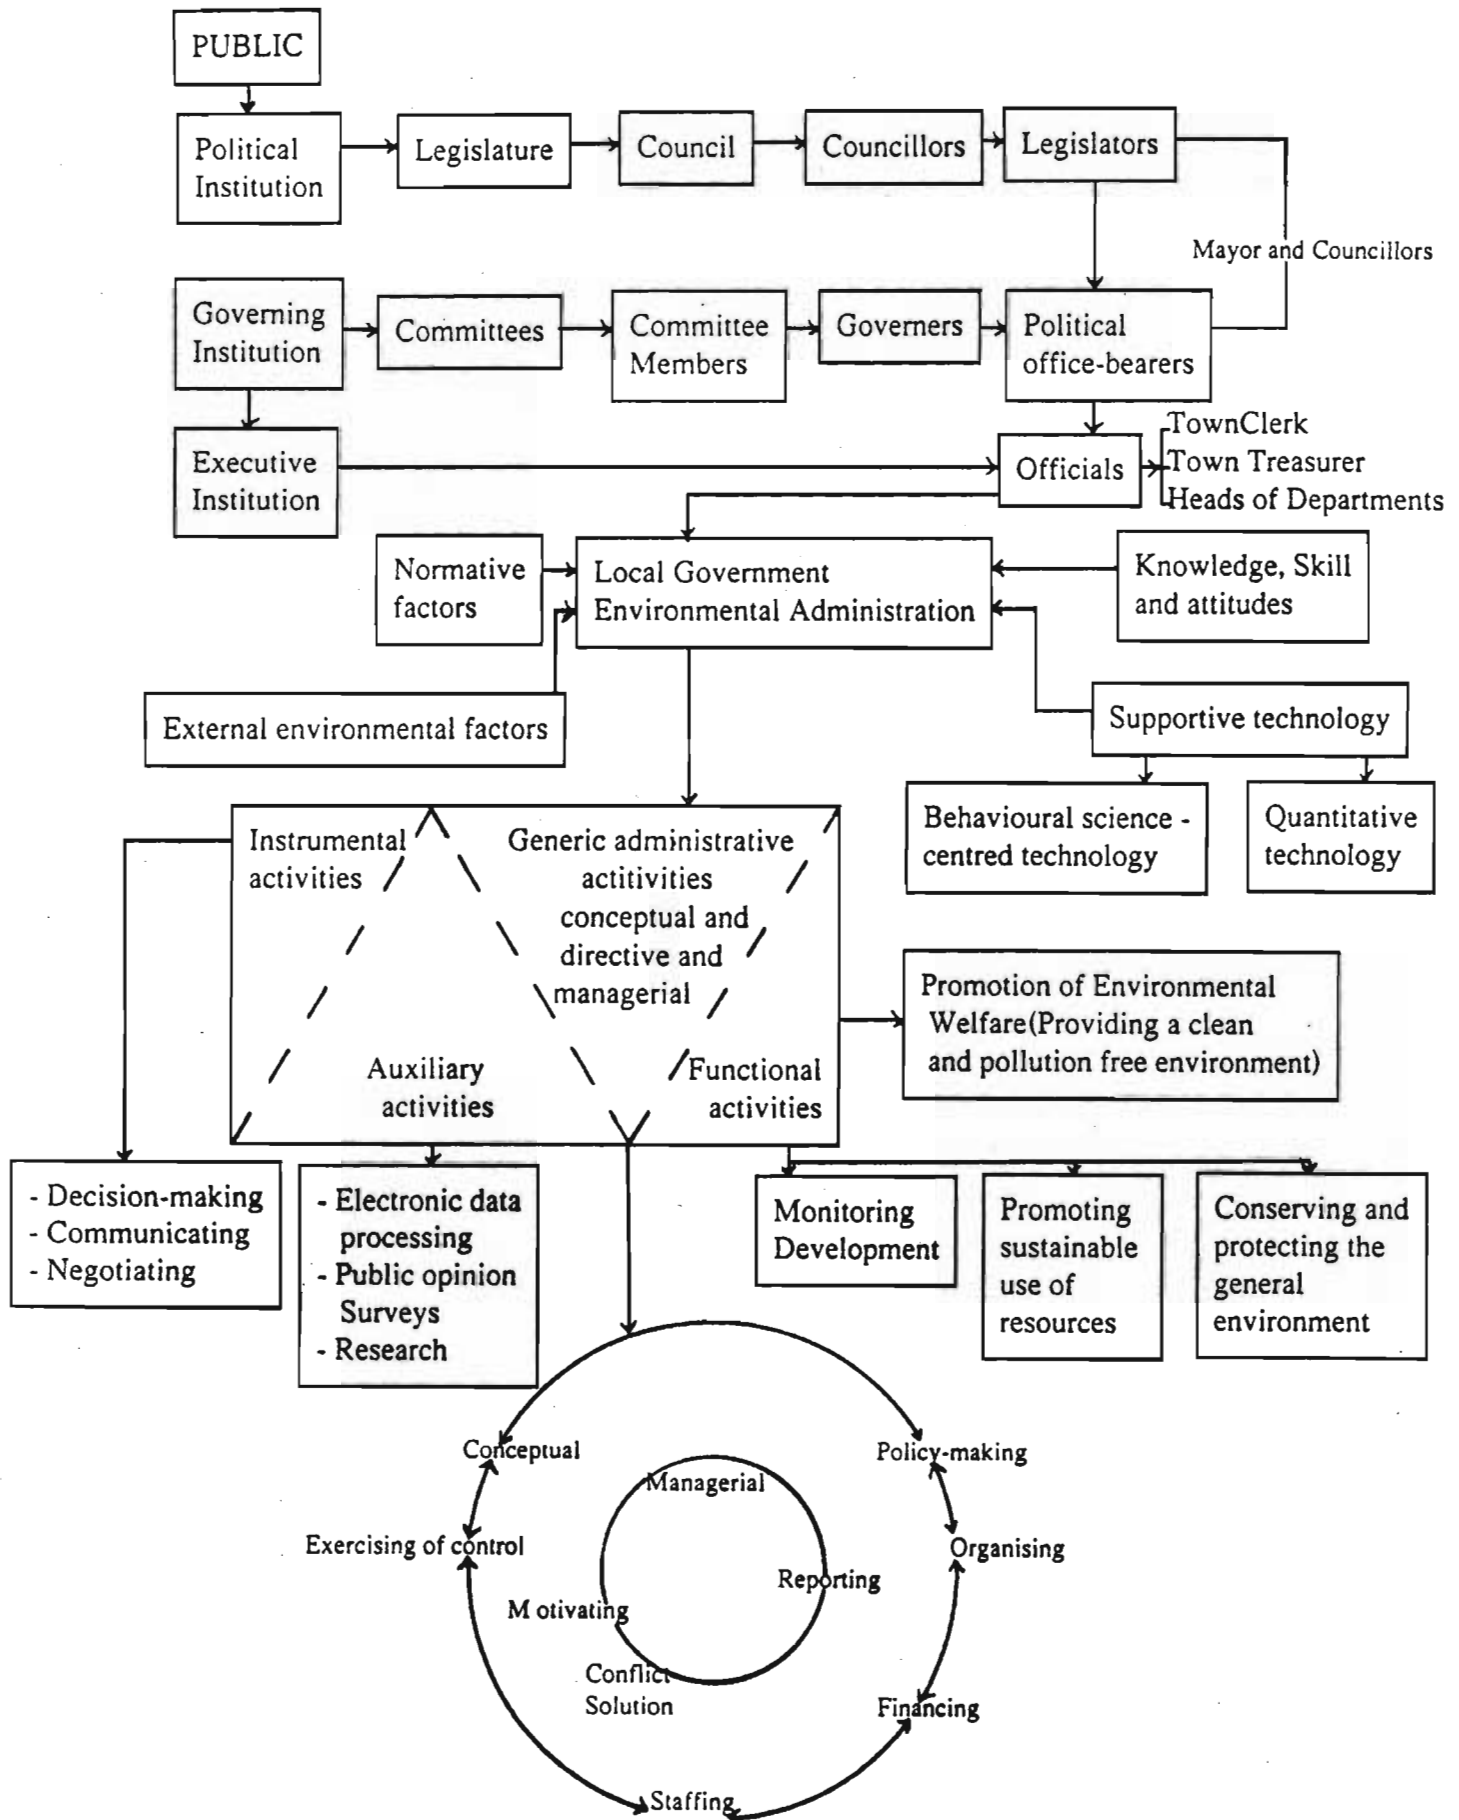 PUBLIC
Political
Institution
Legislature
Council
Councillors
Legislators
Mayor and Councillors
Governing
Institution
Committees
Committee
Members
Governers
Political
office-bearers
Executive
Institution
Officials
TownClerk
Town Treasurer
Heads of Departments
Normative
factors
Local Government
Environmental Administration
Knowledge, Skill
and attitudes
External environmental factors
Supportive technology
Behavioural science -
centred technology
Quantitative
technology
Instrumental
activities
Generic administrative
actitivities
conceptual and
directive and
managerial
Auxiliary
activities
Functional
activities
Promotion of Environmental
Welfare(Providing a clean
and pollution free environment)
- Decision-making
- Communicating
- Negotiating
- Electronic data
processing
- Public opinion
Surveys
- Research
Monitoring
Development
Promoting
sustainable
use of
resources
Conserving and
protecting the
general
environment
Conceptual
Policy-making
Managerial
Exercising of control
Organising
Reporting
M otivating
Conflict
Solution
Financing
Staffing